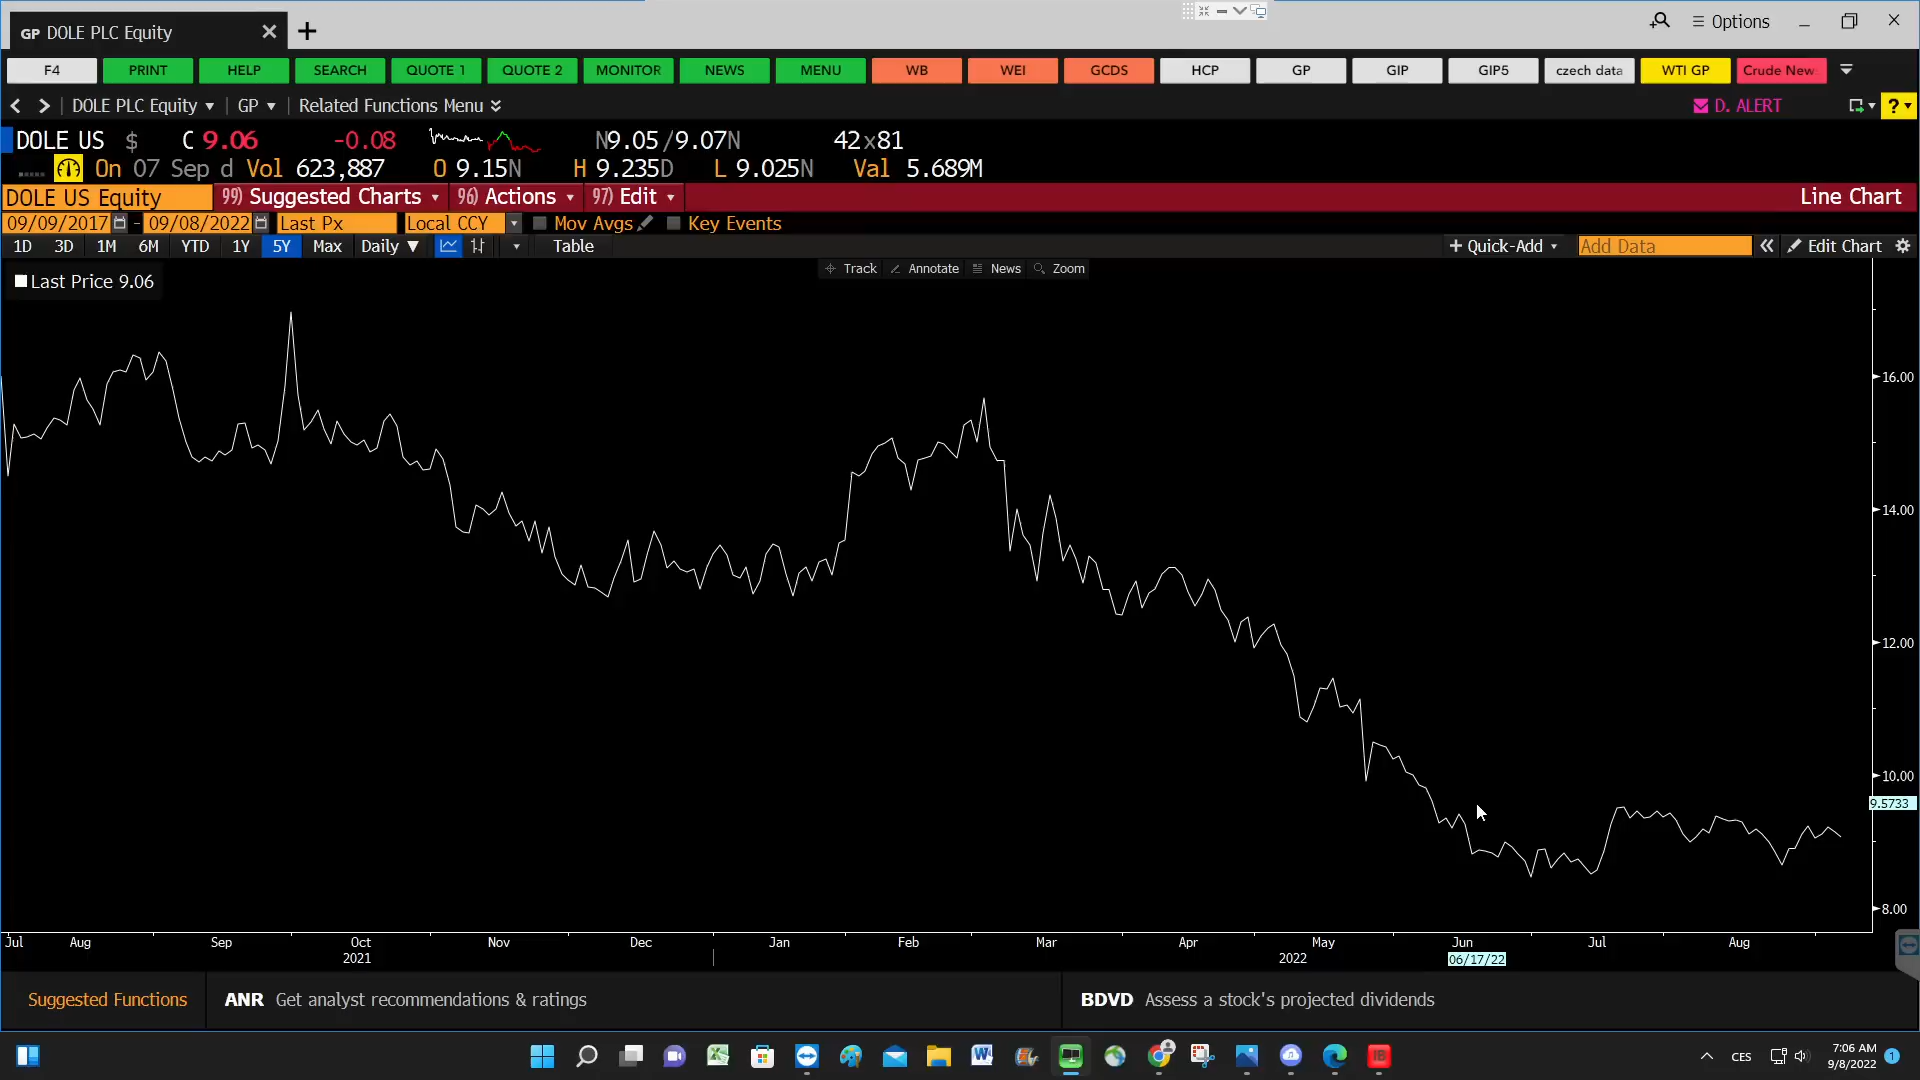 GP DOLE PLC Equity
Options
F4 PRINT HELP SEARCH QUOTE 1 QUOTE 2 MONITOR NEWS MENU WB WEI GCDS HCP GP GIP GIP5 czech data WTI GP Crude New
DOLE PLC Equity GP Related Functions Menu D. ALERT ?
DOLE US $ C 9.06 -0.08 N9.05/9.07N 42x81
On 07 Sep d Vol 623,887 O 9.15N H 9.235D L 9.025N Val 5.689M
DOLE US Equity 99) Suggested Charts 96) Actions 97) Edit Line Chart
09/09/2017 - 09/08/2022 Last Px Local CCY Mov Avgs Key Events
1D 3D 1M 6M YTD 1Y 5Y Max Daily Table + Quick-Add Add Data Edit Chart
Track Annotate News Zoom
Last Price 9.06
16.00
14.00
12.00
10.00
9.5733
8.00
Jul Aug Sep Oct Nov Dec Jan Feb Mar Apr May Jun Jul Aug
2021 2022 06/17/22
Suggested Functions ANR Get analyst recommendations & ratings BDVD Assess a stock's projected dividends
IB
CES
7:06 AM
9/8/2022
1